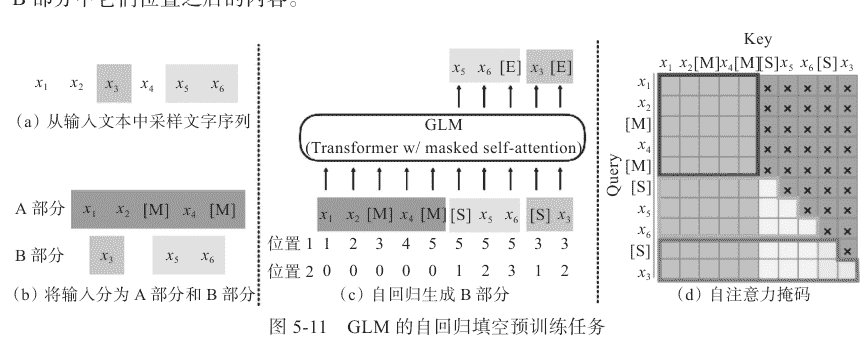 B 部分中它们位置之后的内容。
x1 x2 x3 x4 x5 x6
(a) 从输入文本中采样文字序列
A 部分 x1 x2 [M] x4 [M]
B 部分 x3 x5 x6
(b) 将输入分为 A 部分和 B 部分
x5 x6 [E] x3 [E]
GLM
(Transformer w/ masked self-attention)
x1 x2 [M] x4 [M] [S] x5 x6 [S] x3
位置 1 1 2 3 4 5 5 5 5 3 3
位置 2 0 0 0 0 0 1 2 3 1 2
(c) 自回归生成 B 部分
Key
x1 x2 [M] x4 [M] [S] x5 x6 [S] x3
Query
x1 × × × × ×
x2 × × × × ×
[M] × × × × ×
x4 × × × × ×
[M] × × × × ×
[S] × × × ×
x5 × × ×
x6 × ×
[S] ×
x3
(d) 自注意力掩码
图 5-11 GLM 的自回归填空预训练任务